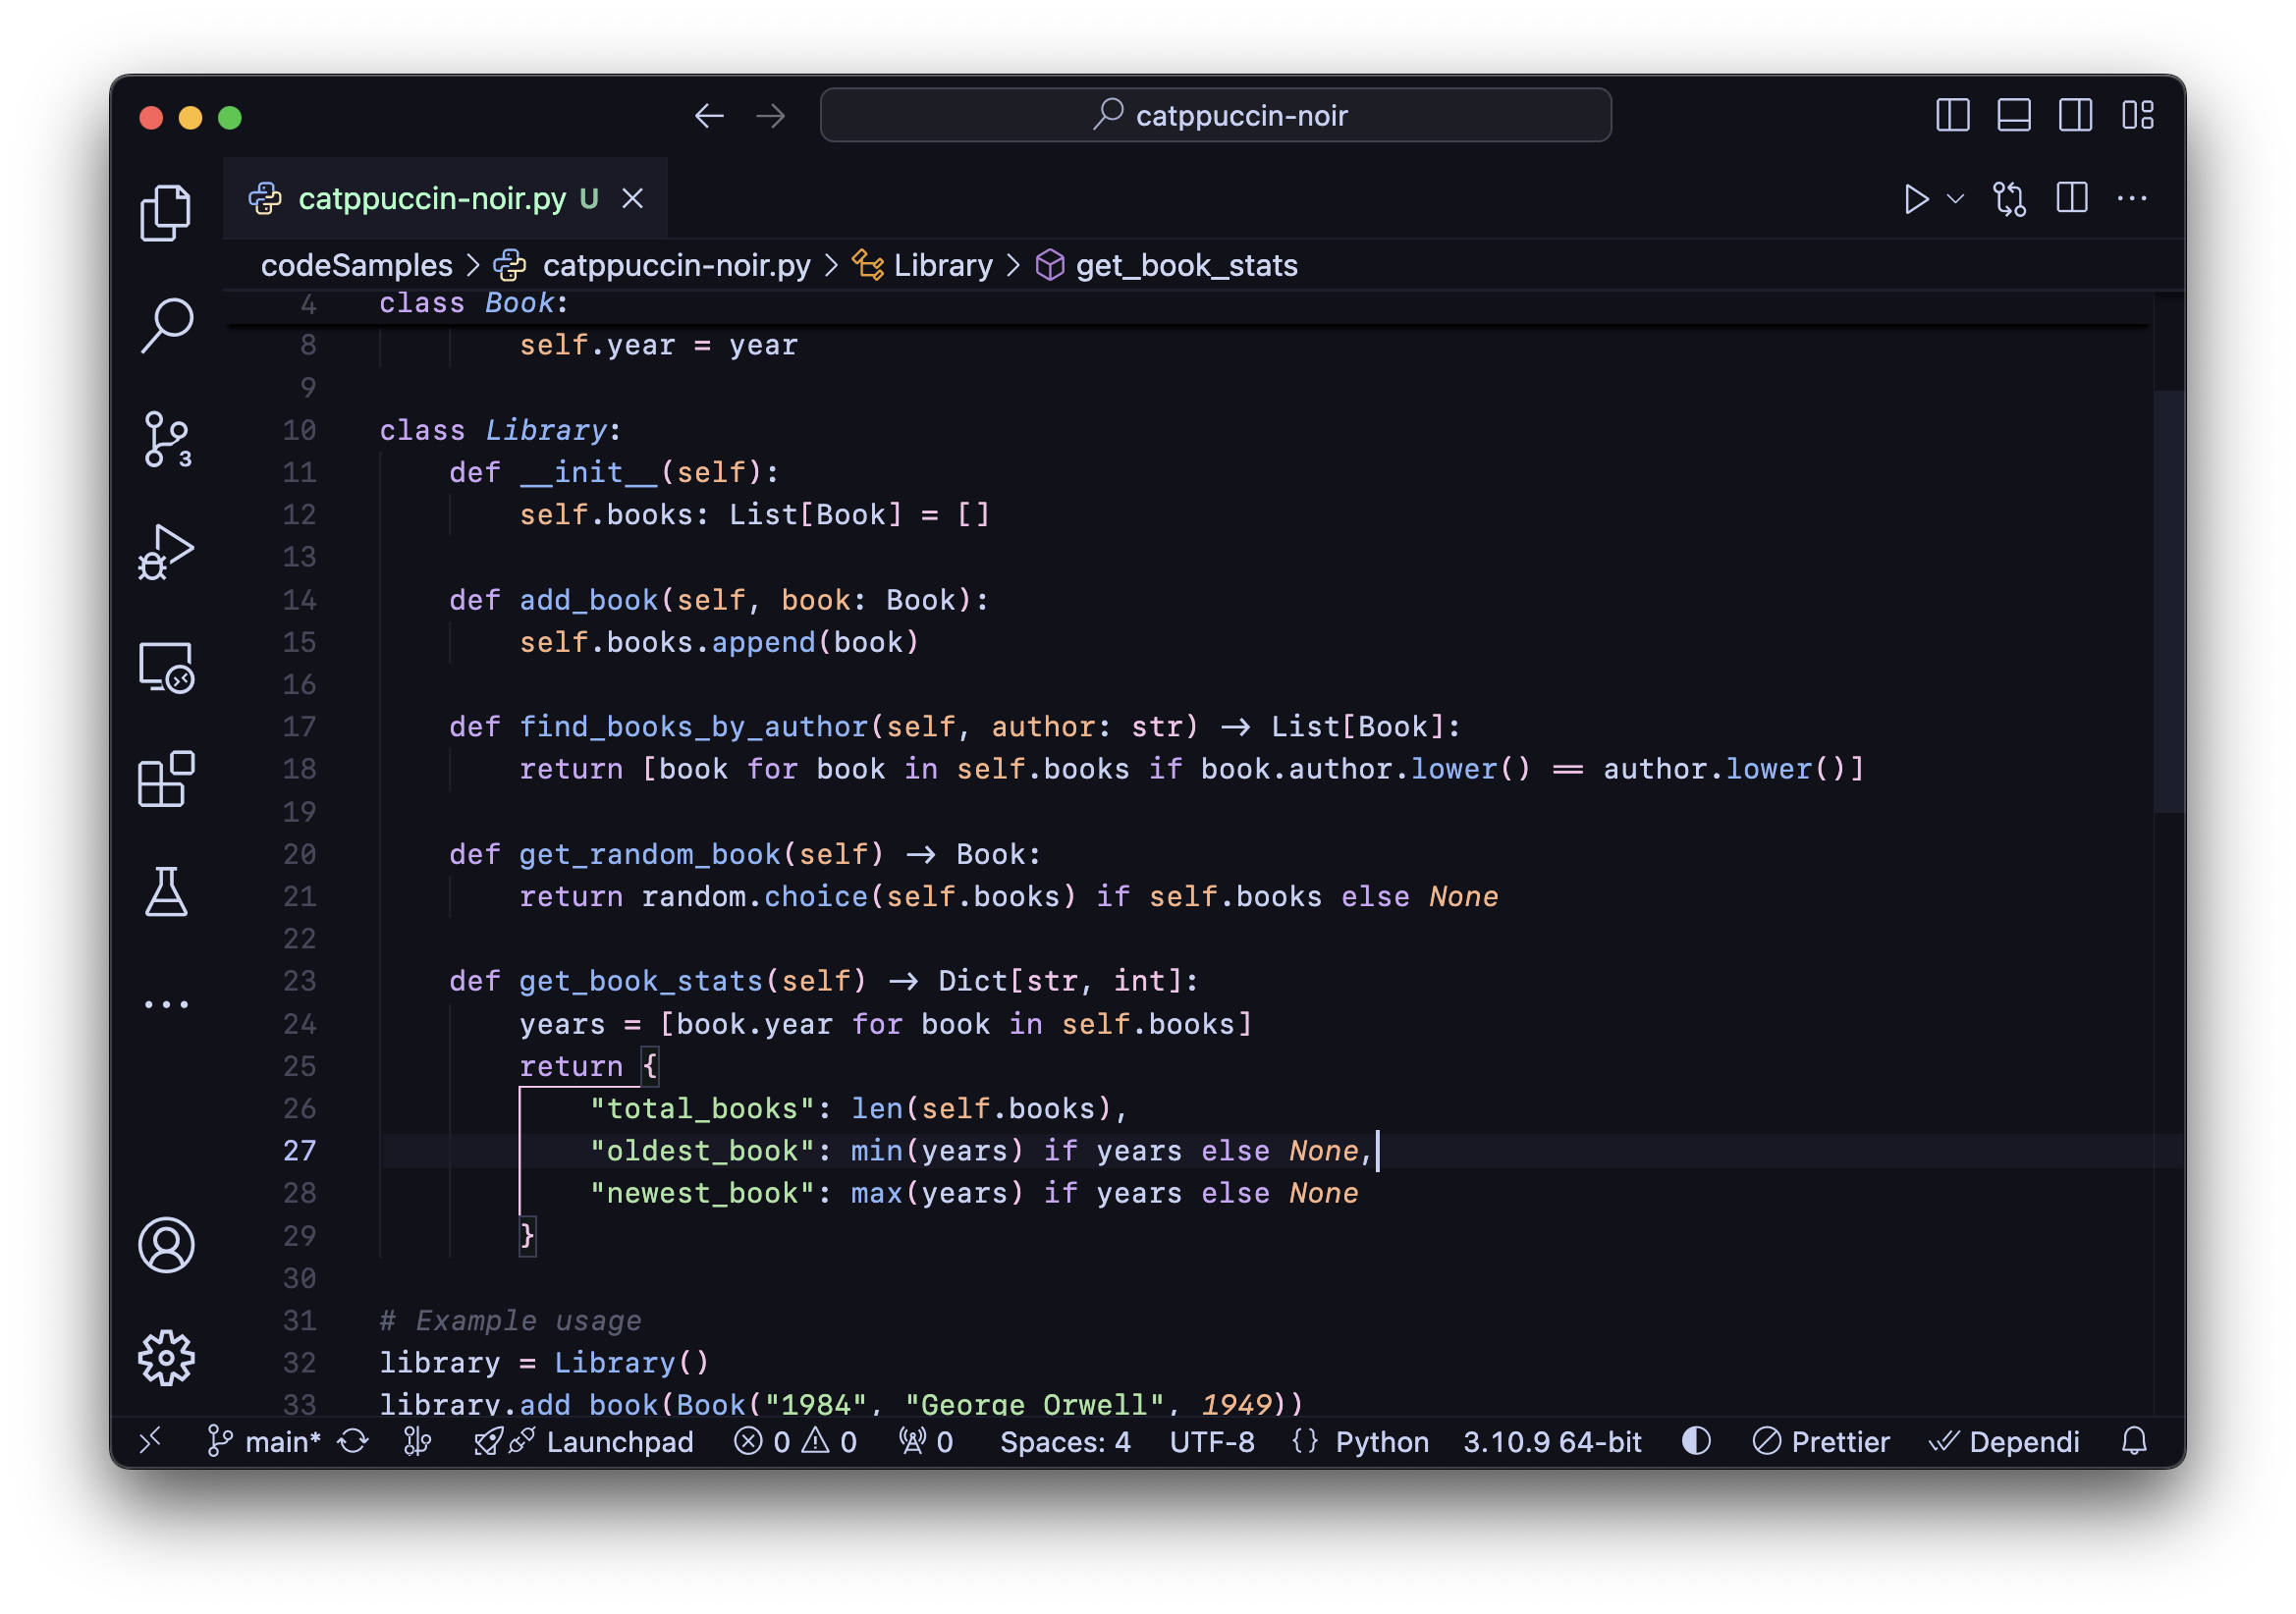 catppuccin-noir
catppuccin-noir.py U
codeSamples > catppuccin-noir.py > Library > get_book_stats
3
4 class Book:
8         self.year = year
9
10 class Library:
11     def __init__(self):
12         self.books: List[Book] = []
13
14     def add_book(self, book: Book):
15         self.books.append(book)
16
17     def find_books_by_author(self, author: str) -> List[Book]:
18         return [book for book in self.books if book.author.lower() == author.lower()]
19
20     def get_random_book(self) -> Book:
21         return random.choice(self.books) if self.books else None
22
23     def get_book_stats(self) -> Dict[str, int]:
24         years = [book.year for book in self.books]
25         return {
26             "total_books": len(self.books),
27             "oldest_book": min(years) if years else None,
28             "newest_book": max(years) if years else None
29         }
30
31 # Example usage
32 library = Library()
33 library.add_book(Book("1984", "George Orwell", 1949))
main* Launchpad 0 0 0 Spaces: 4 UTF-8 {} Python 3.10.9 64-bit Prettier Dependi